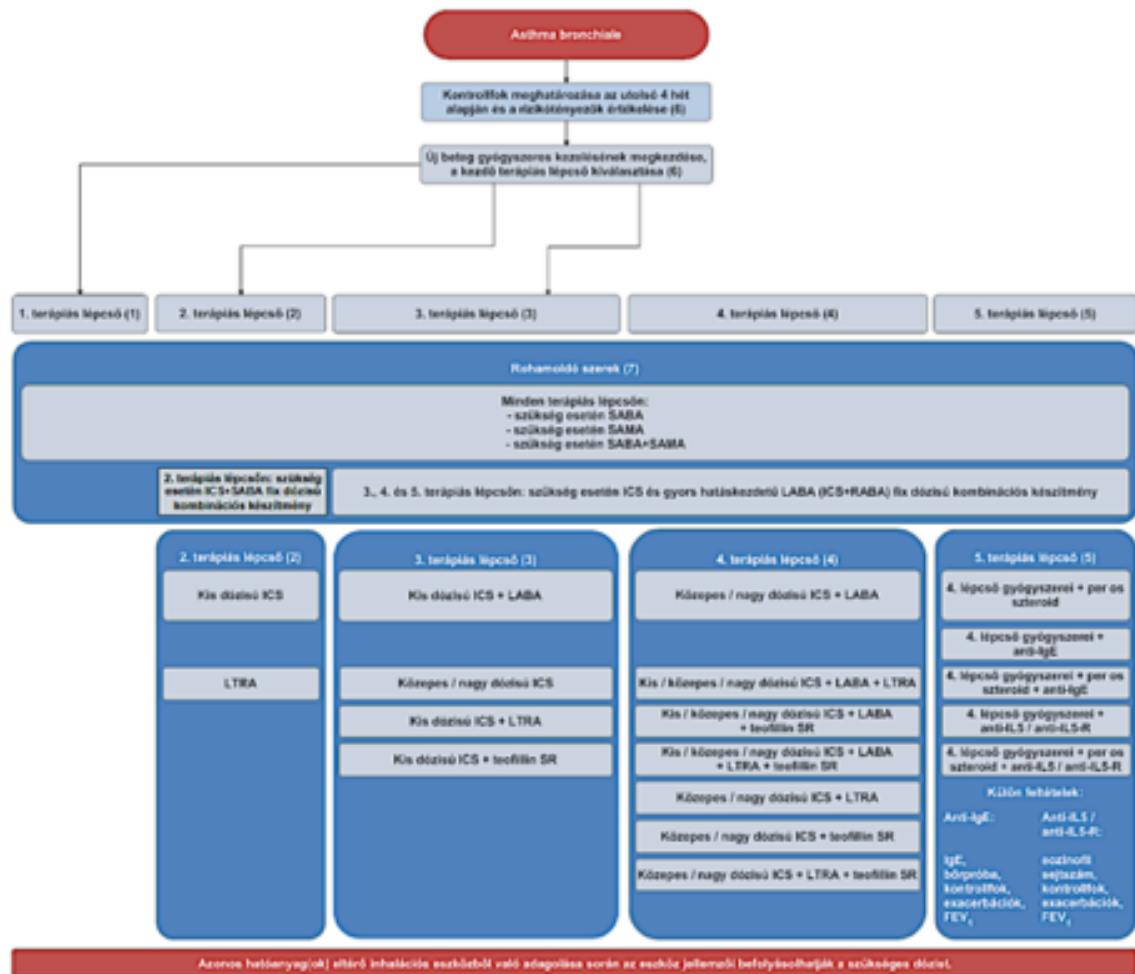 Asthma bronchiale
Kontrollfok meghatározása az utolsó 4 hét
alapján és a rizikótényezők értékelése (6)
Új beteg gyógyszeres kezelésének megkezdése,
a kezdő terápiás lépcső kiválasztása (6)
1. terápiás lépcső (1)
2. terápiás lépcső (2)
3. terápiás lépcső (3)
4. terápiás lépcső (4)
5. terápiás lépcső (5)
Rohamoldó szerek (7)
Minden terápiás lépcsőn:
- szükség esetén SABA
- szükség esetén SAMA
- szükség esetén SABA+SAMA
2. terápiás lépcsőn: szükség
esetén ICS+SABA fix dózisú
kombinációs készítmény
3., 4. és 5. terápiás lépcsőn: szükség esetén ICS és gyors hatáskezdetű LABA (ICS+RABA) fix dózisú kombinációs készítmény
2. terápiás lépcső (2)
Kis dózisú ICS
LTRA
3. terápiás lépcső (3)
Kis dózisú ICS + LABA
Közepes / nagy dózisú ICS
Kis dózisú ICS + LTRA
Kis dózisú ICS + teofillin SR
4. terápiás lépcső (4)
Közepes / nagy dózisú ICS + LABA
Kis / közepes / nagy dózisú ICS + LABA + LTRA
Kis / közepes / nagy dózisú ICS + LABA
+ teofillin SR
Kis / közepes / nagy dózisú ICS + LABA
+ LTRA + teofillin SR
Közepes / nagy dózisú ICS + LTRA
Közepes / nagy dózisú ICS + teofillin SR
Közepes / nagy dózisú ICS + LTRA + teofillin SR
5. terápiás lépcső (5)
4. lépcső gyógyszerei + per os
szteroid
4. lépcső gyógyszerei +
anti-IgE
4. lépcső gyógyszerei + per os
szteroid + anti-IgE
4. lépcső gyógyszerei +
anti-IL5 / anti-IL5-R
4. lépcső gyógyszerei + per os
szteroid + anti-IL5 / anti-IL5-R
Külön feltételek:
Anti-IgE:
IgE,
bőrpróba,
kontrollfok,
exacerbációk,
FEV1
Anti-IL5 /
anti-IL5-R:
eozinofil
sejtszám,
kontrollfok,
exacerbációk,
FEV1
Azonos hatóanyag(ok) eltérő inhalációs eszközből való adagolása során az eszköz jellemzői befolyásolhatják a szükséges dózist.